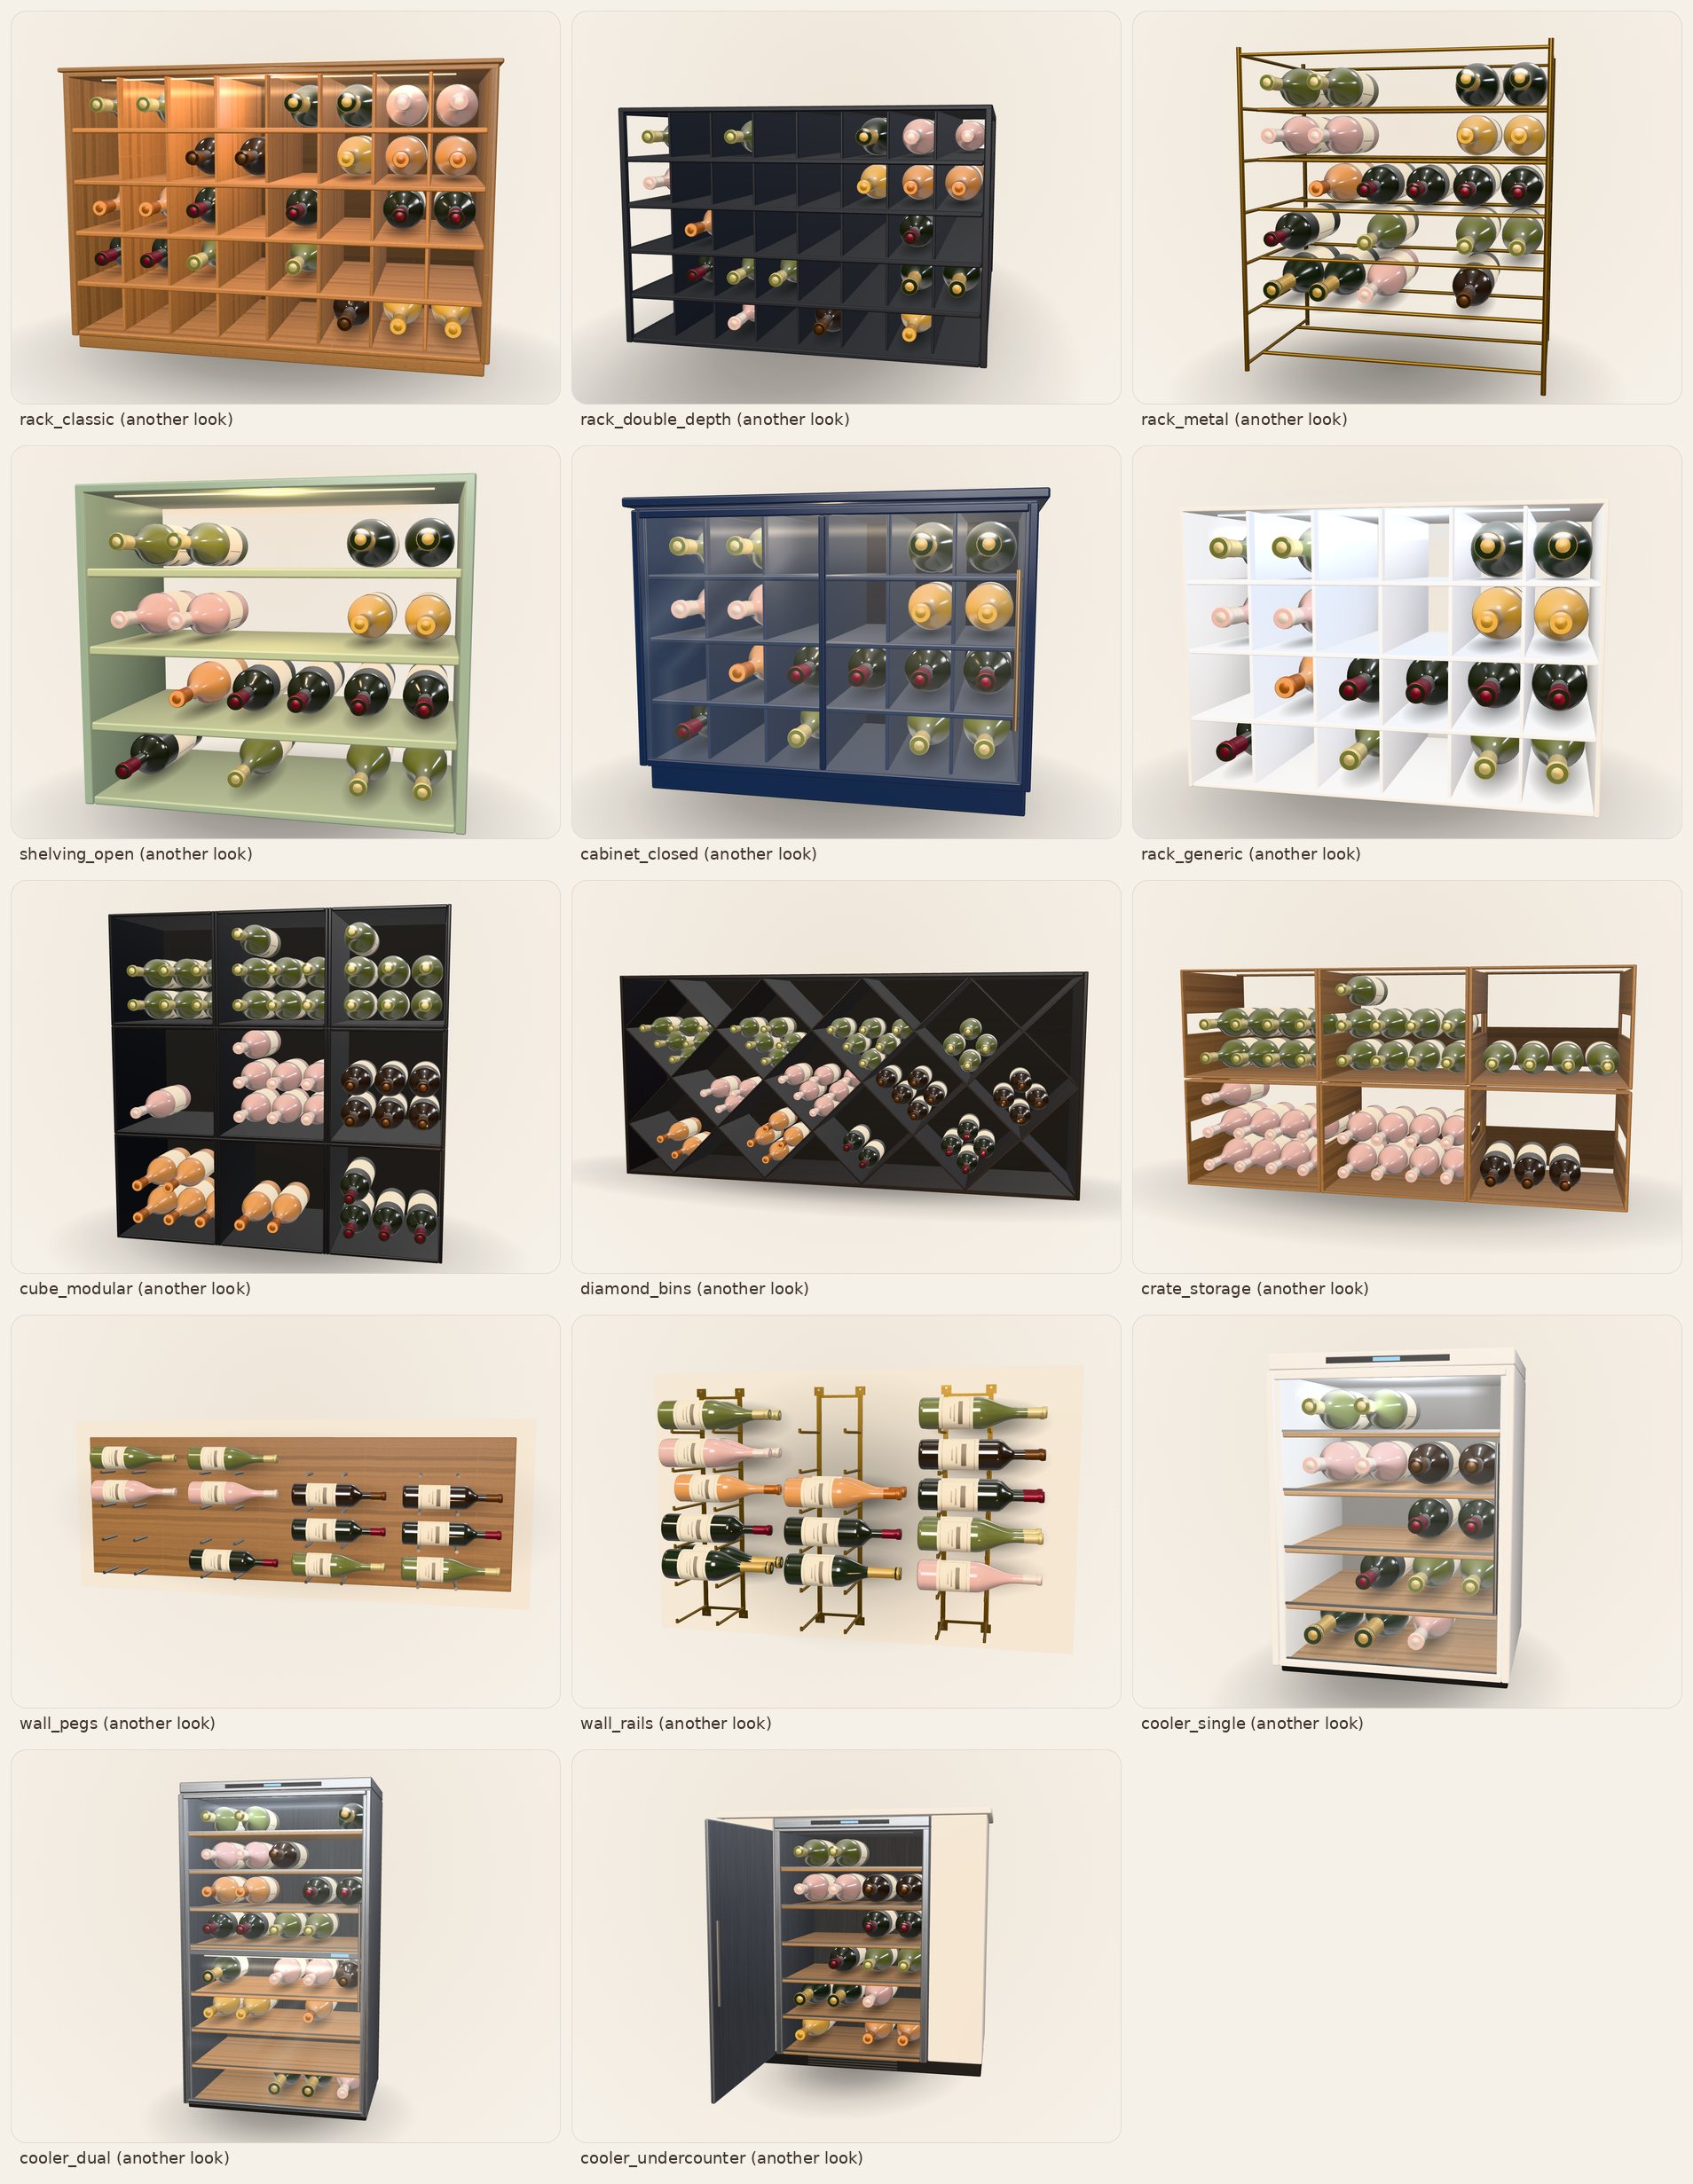 rack_classic (another look)
rack_double_depth (another look)
rack_metal (another look)
shelving_open (another look)
cabinet_closed (another look)
rack_generic (another look)
cube_modular (another look)
diamond_bins (another look)
crate_storage (another look)
wall_pegs (another look)
wall_rails (another look)
cooler_single (another look)
cooler_dual (another look)
cooler_undercounter (another look)